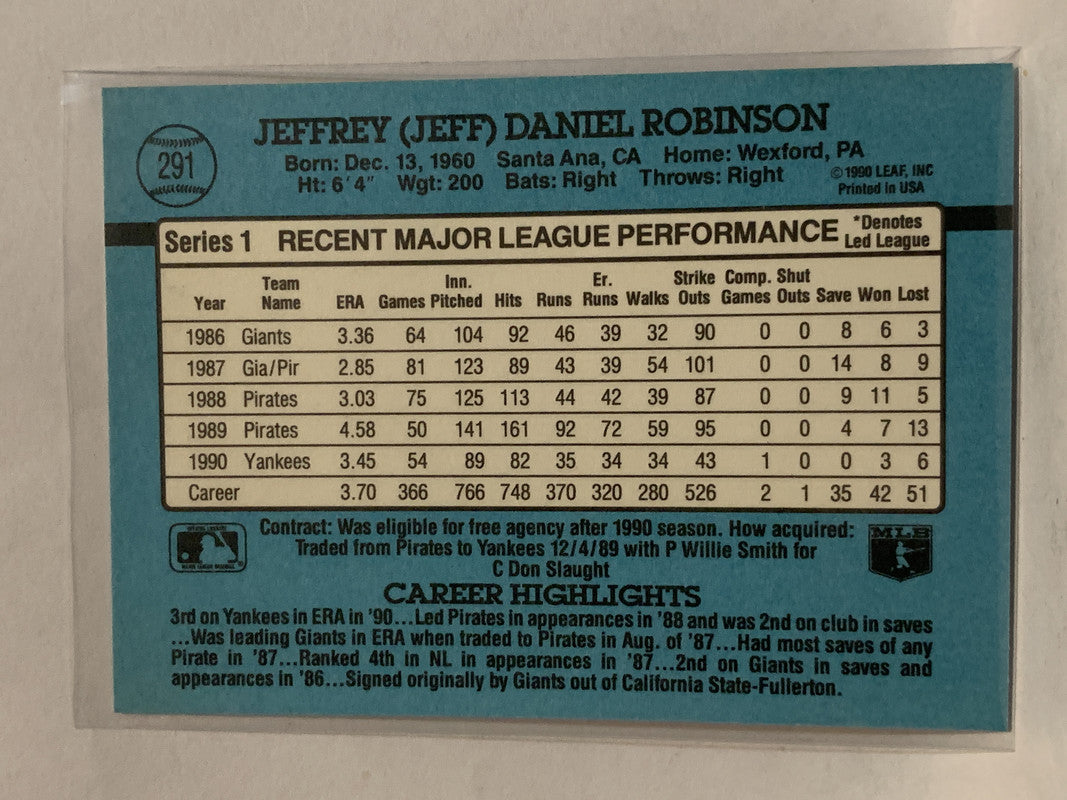 291
JEFFREY (JEFF) DANIEL ROBINSON
Born: Dec. 13, 1960 Santa Ana, CA Home: Wexford, PA
Ht: 6'4" Wgt: 200 Bats: Right Throws: Right
©1990 LEAF, INC
Printed in USA
Series 1 RECENT MAJOR LEAGUE PERFORMANCE *Denotes Led League
Year Team Name ERA Games Inn. Pitched Hits Runs Er. Runs Walks Strike Outs Comp. Games Shut Outs Save Won Lost
1986 Giants 3.36 64 104 92 46 39 32 90 0 0 8 6 3
1987 Gia/Pir 2.85 81 123 89 43 39 54 101 0 0 14 8 9
1988 Pirates 3.03 75 125 113 44 42 39 87 0 0 9 11 5
1989 Pirates 4.58 50 141 161 92 72 59 95 0 0 4 7 13
1990 Yankees 3.45 54 89 82 35 34 34 43 1 0 0 3 6
Career 3.70 366 766 748 370 320 280 526 2 1 35 42 51
Contract: Was eligible for free agency after 1990 season. How acquired:
Traded from Pirates to Yankees 12/4/89 with P Willie Smith for
C Don Slaught
MLB
CAREER HIGHLIGHTS
3rd on Yankees in ERA in '90...Led Pirates in appearances in '88 and was 2nd on club in saves
...Was leading Giants in ERA when traded to Pirates in Aug. of '87...Had most saves of any
Pirate in '87...Ranked 4th in NL in appearances in '87...2nd on Giants in saves and
appearances in '86...Signed originally by Giants out of California State-Fullerton.